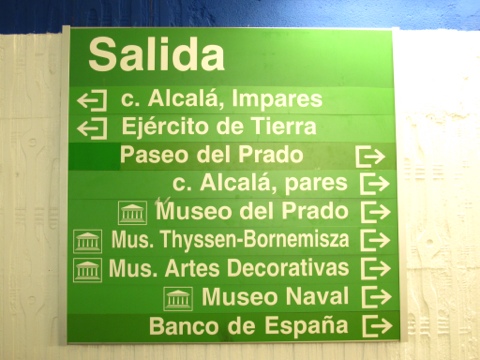 Salida
c. Alcalá, Impares
Ejército de Tierra
Paseo del Prado
c. Alcalá, pares
Museo del Prado
Mus. Thyssen-Bornemisza
Mus. Artes Decorativas
Museo Naval
Banco de España